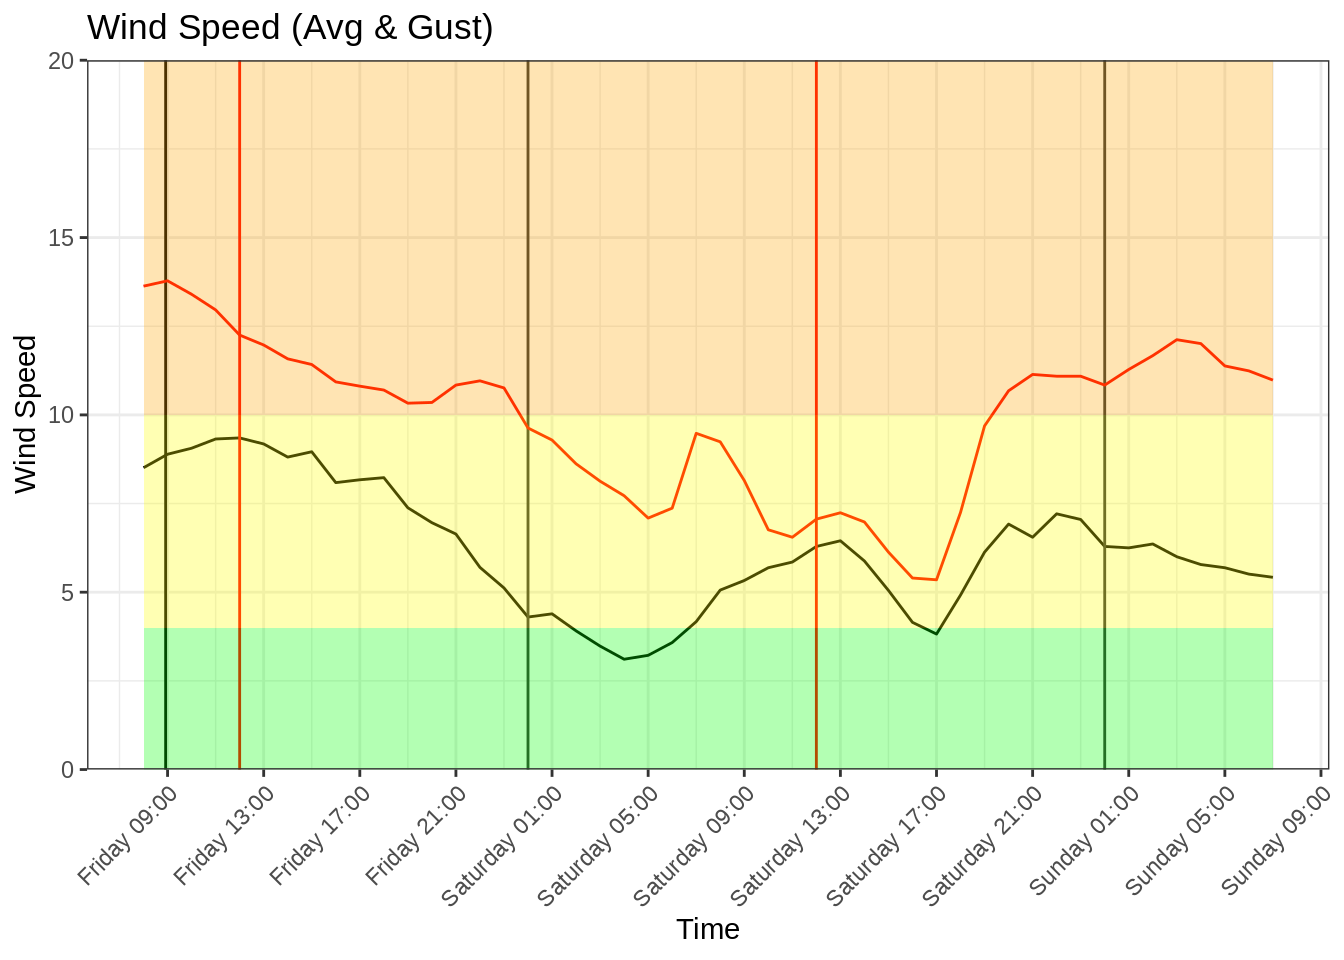 Wind Speed (Avg & Gust)
20
15
10
5
0
Wind Speed
Friday 09:00
Friday 13:00
Friday 17:00
Friday 21:00
Saturday 01:00
Saturday 05:00
Saturday 09:00
Saturday 13:00
Saturday 17:00
Saturday 21:00
Sunday 01:00
Sunday 05:00
Sunday 09:00
Time